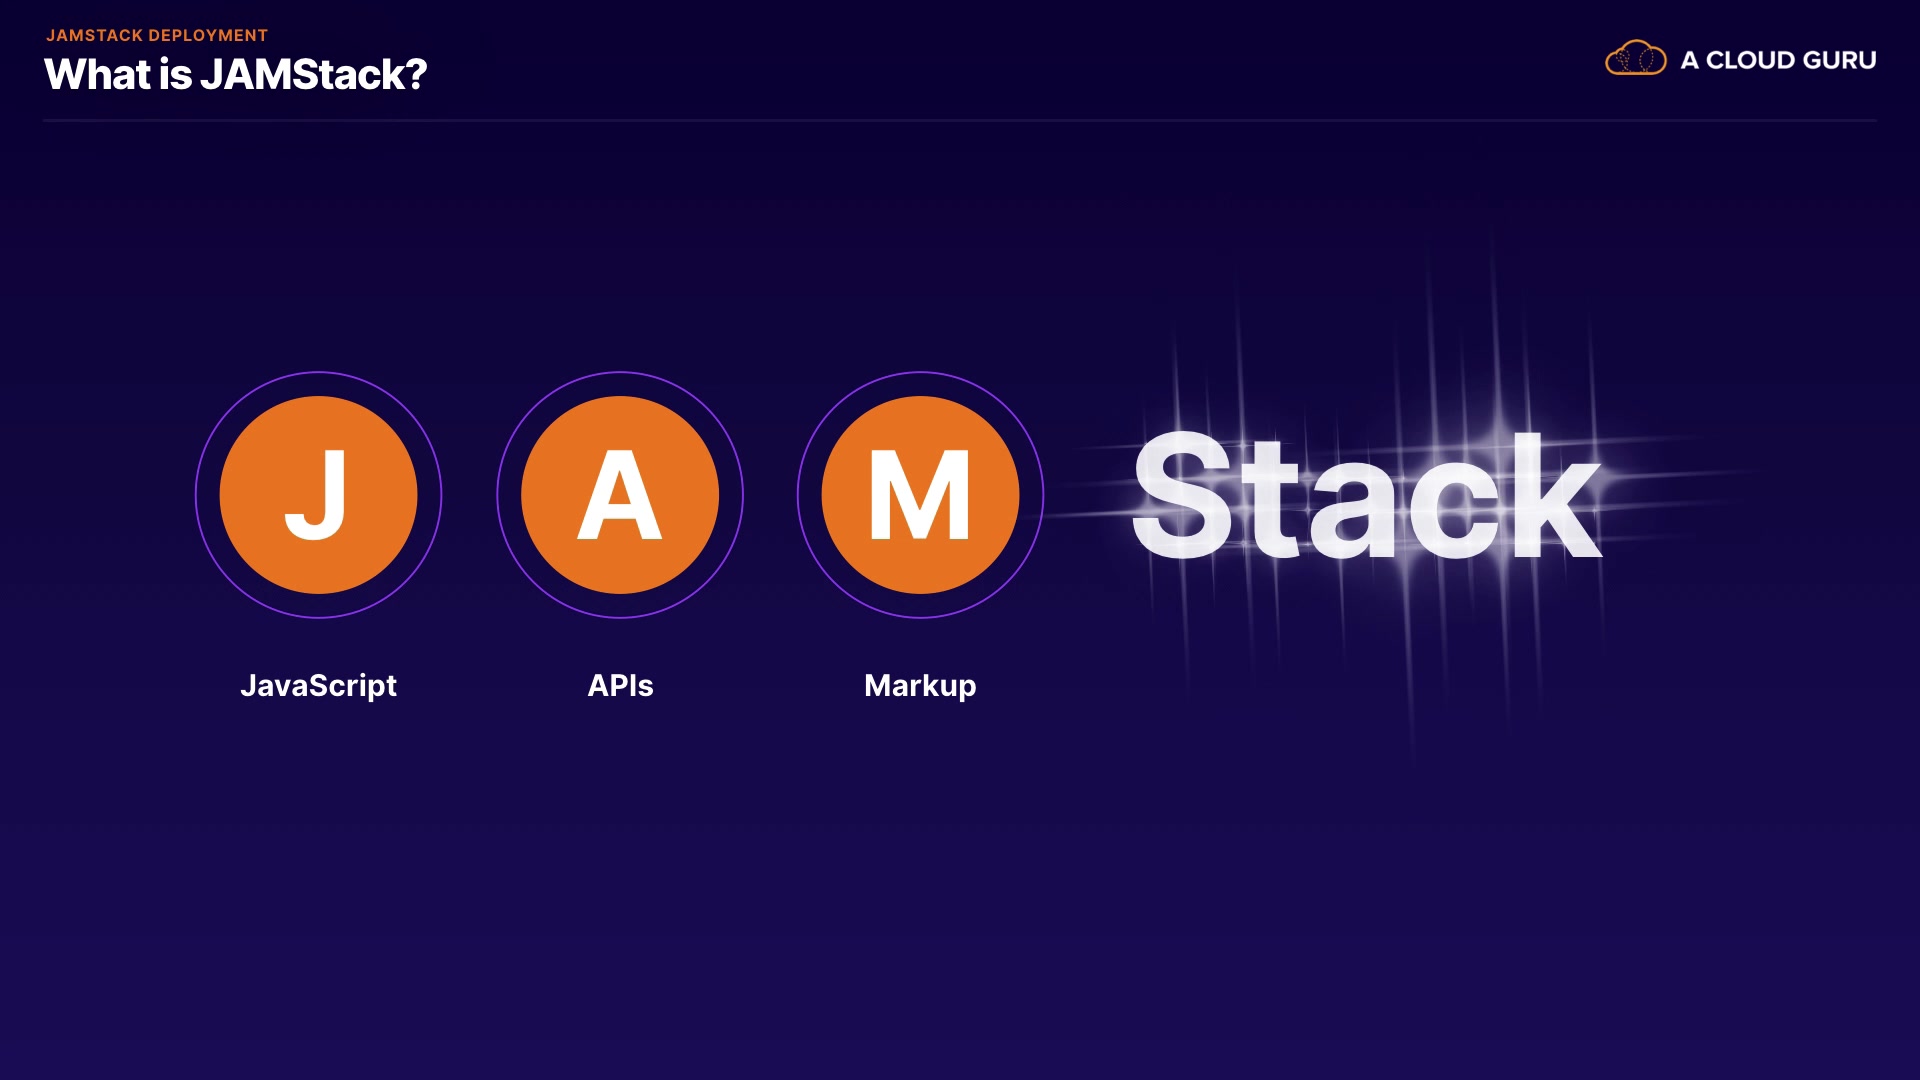 JAMSTACK DEPLOYMENT
What is JAMStack?
A CLOUD GURU
J A M Stack
JavaScript APIs Markup